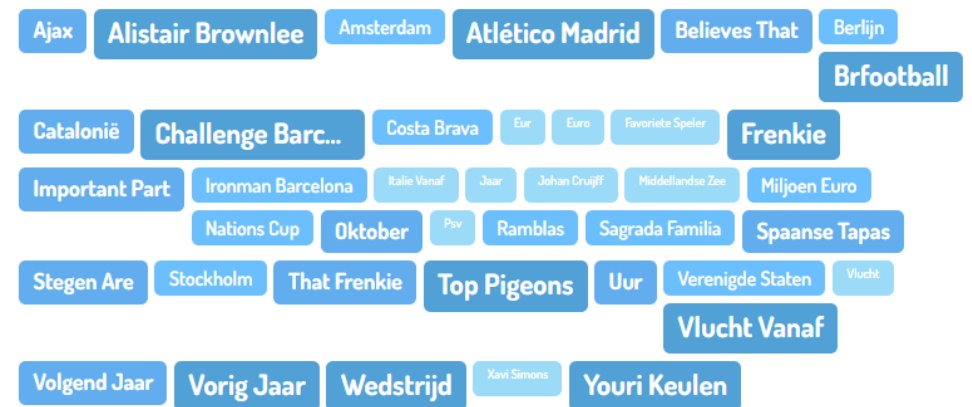 Ajax Alistair Brownlee Amsterdam Atlético Madrid Believes That Berlijn
Brfootball
Catalonië Challenge Barc... Costa Brava Eur Euro Favoriete Speler Frenkie
Important Part Ironman Barcelona Italie Vanaf Jaar Johan Cruijff Middellandse Zee Miljoen Euro
Nations Cup Oktober Psv Ramblas Sagrada Familia Spaanse Tapas
Stegen Are Stockholm That Frenkie Top Pigeons Uur Verenigde Staten Vlucht
Vlucht Vanaf
Volgend Jaar Vorig Jaar Wedstrijd Xavi Simons Youri Keulen